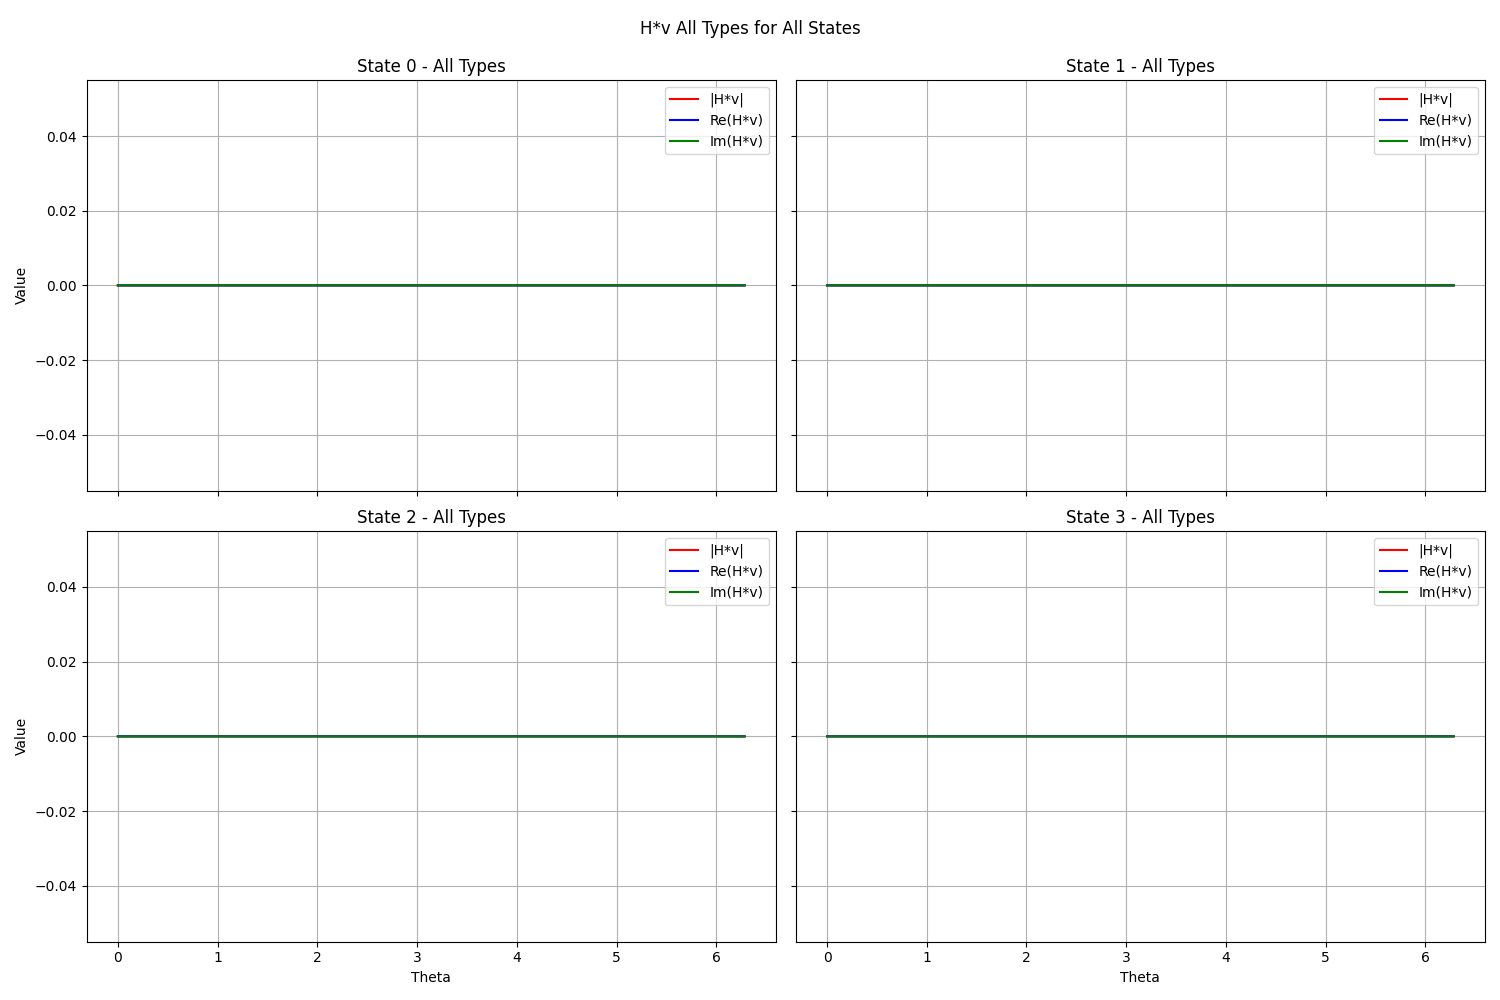 H*v All Types for All States
State 0 - All Types
State 1 - All Types
|H*v|
Re(H*v)
Im(H*v)
|H*v|
Re(H*v)
Im(H*v)
Value
0.04
0.02
0.00
−0.02
−0.04
State 2 - All Types
State 3 - All Types
|H*v|
Re(H*v)
Im(H*v)
|H*v|
Re(H*v)
Im(H*v)
Value
0.04
0.02
0.00
−0.02
−0.04
0 1 2 3 4 5 6
0 1 2 3 4 5 6
Theta
Theta